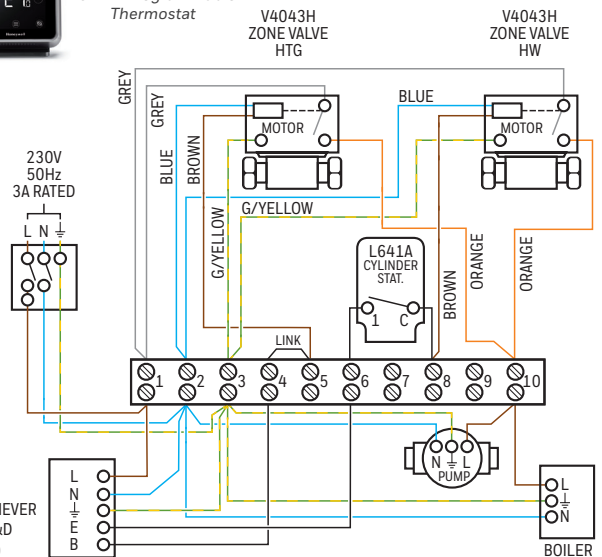 Honeywell
Thermostat
V4043H
ZONE VALVE
HTG
V4043H
ZONE VALVE
HW
GREY
GREY
BLUE
BROWN
MOTOR
BLUE
MOTOR
230V
50Hz
3A RATED
L N
G/YELLOW
G/YELLOW
L641A
CYLINDER
STAT.
1 C
BROWN
ORANGE
ORANGE
LINK
1 2 3 4 5 6 7 8 9 10
N L
PUMP
L
N
E
B
EVER
&D
L
N
BOILER